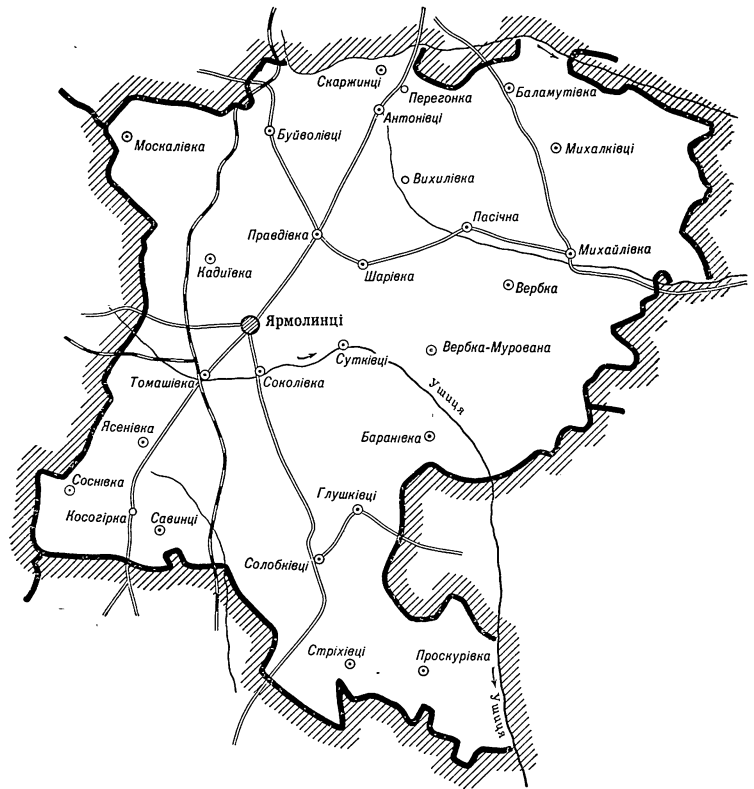 Скаржинці
Перегонка
Баламутівка
Антонівці
Буйволівці
Москалівка
Михалківці
Вихилівка
Пасічна
Правдівка
Михайлівка
Кадиївка
Шарівка
Вербка
Ярмолинці
Сутківці
Вербка-Мурована
Томашівка
Соколівка
Ушиця
Ясенівка
Баранівка
Соснівка
Глушківці
Косогірка
Савинці
Солобківці
Стріхівці
Проскурівка
Ушиця